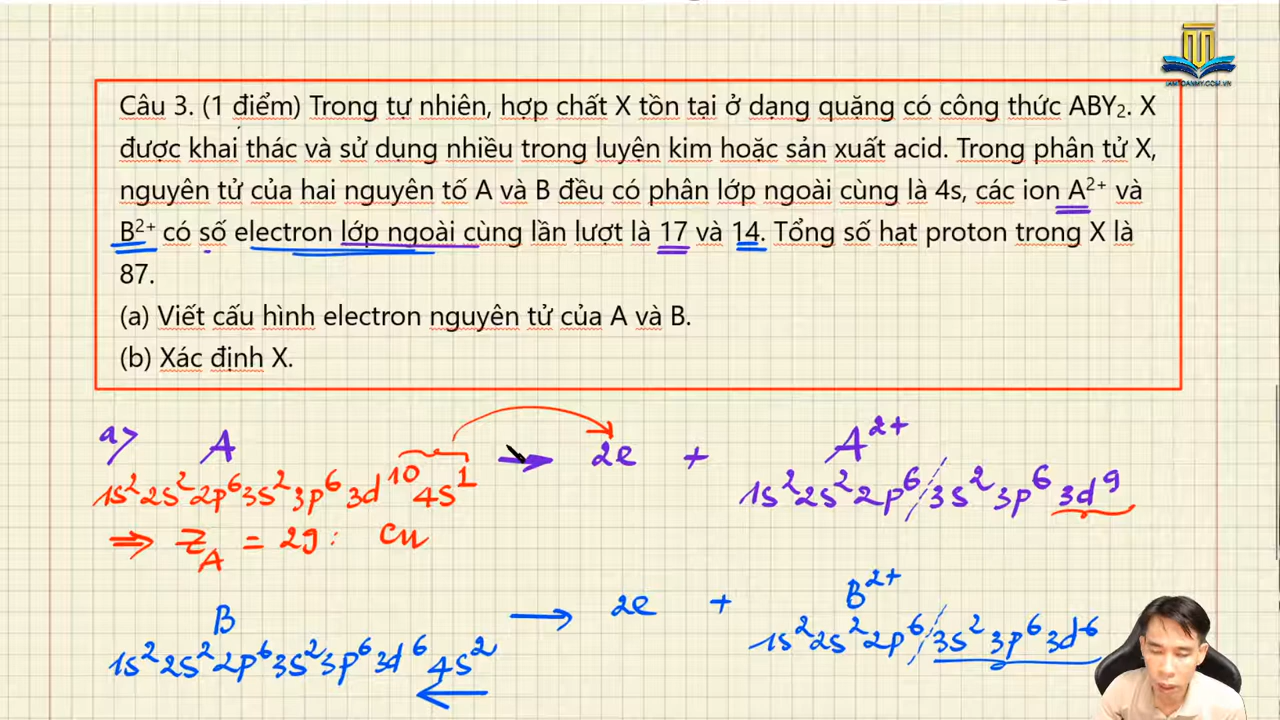 IAMTOANMY.COM.VN
Câu 3. (1 điểm) Trong tự nhiên, hợp chất X tồn tại ở dạng quặng có công thức ABY₂. X
được khai thác và sử dụng nhiều trong luyện kim hoặc sản xuất acid. Trong phân tử X,
nguyên tử của hai nguyên tố A và B đều có phân lớp ngoài cùng là 4s, các ion A²⁺ và
B²⁺ có số electron lớp ngoài cùng lần lượt là 17 và 14. Tổng số hạt proton trong X là
87.
(a) Viết cấu hình electron nguyên tử của A và B.
(b) Xác định X.
a> A → 2e + A²⁺
1s²2s²2p⁶3s²3p⁶3d¹⁰4s¹ 1s²2s²2p⁶/3s²3p⁶3d⁹
⇒ Z_A = 29: Cu
B → 2e + B²⁺
1s²2s²2p⁶3s²3p⁶3d⁶4s² 1s²2s²2p⁶/3s²3p⁶3d⁶